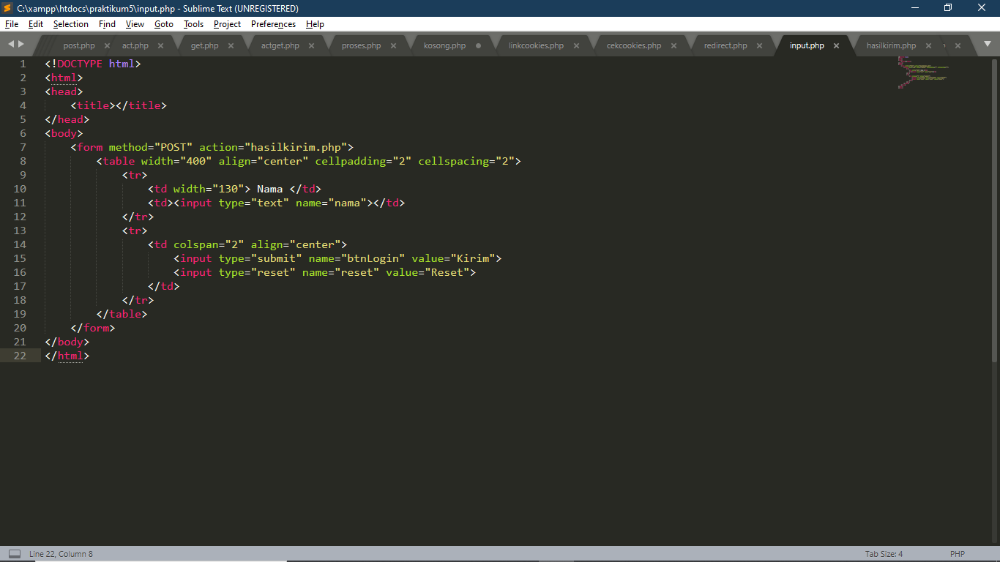 C:\xampp\htdocs\praktikum5\input.php - Sublime Text (UNREGISTERED)
File Edit Selection Find View Goto Tools Project Preferences Help
post.php act.php get.php actget.php proses.php kosong.php linkcookies.php cekcookies.php redirect.php input.php hasilkirim.php
1 <!DOCTYPE html>
2 <html>
3 <head>
4     <title></title>
5 </head>
6 <body>
7     <form method="POST" action="hasilkirim.php">
8         <table width="400" align="center" cellpadding="2" cellspacing="2">
9             <tr>
10                 <td width="130"> Nama </td>
11                 <td><input type="text" name="nama"></td>
12             </tr>
13             <tr>
14                 <td colspan="2" align="center">
15                     <input type="submit" name="btnLogin" value="Kirim">
16                     <input type="reset" name="reset" value="Reset">
17                 </td>
18             </tr>
19         </table>
20     </form>
21 </body>
22 </html>
Line 22, Column 8 Tab Size: 4 PHP